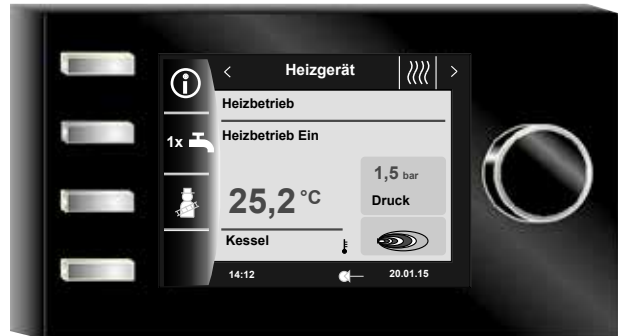 < Heizgerät >
Heizbetrieb
Heizbetrieb Ein
1x
1,5 bar
Druck
25,2 °C
Kessel
14:12 20.01.15